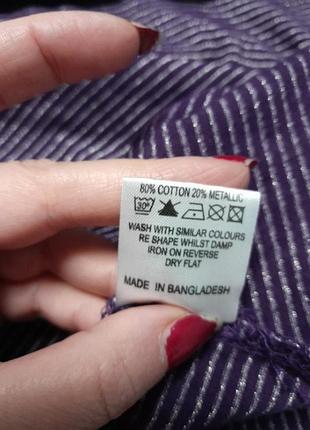 80% COTTON 20% METALLIC
30°
WASH WITH SIMILAR COLOURS
RE SHAPE WHILST DAMP
IRON ON REVERSE
DRY FLAT
MADE IN BANGLADESH